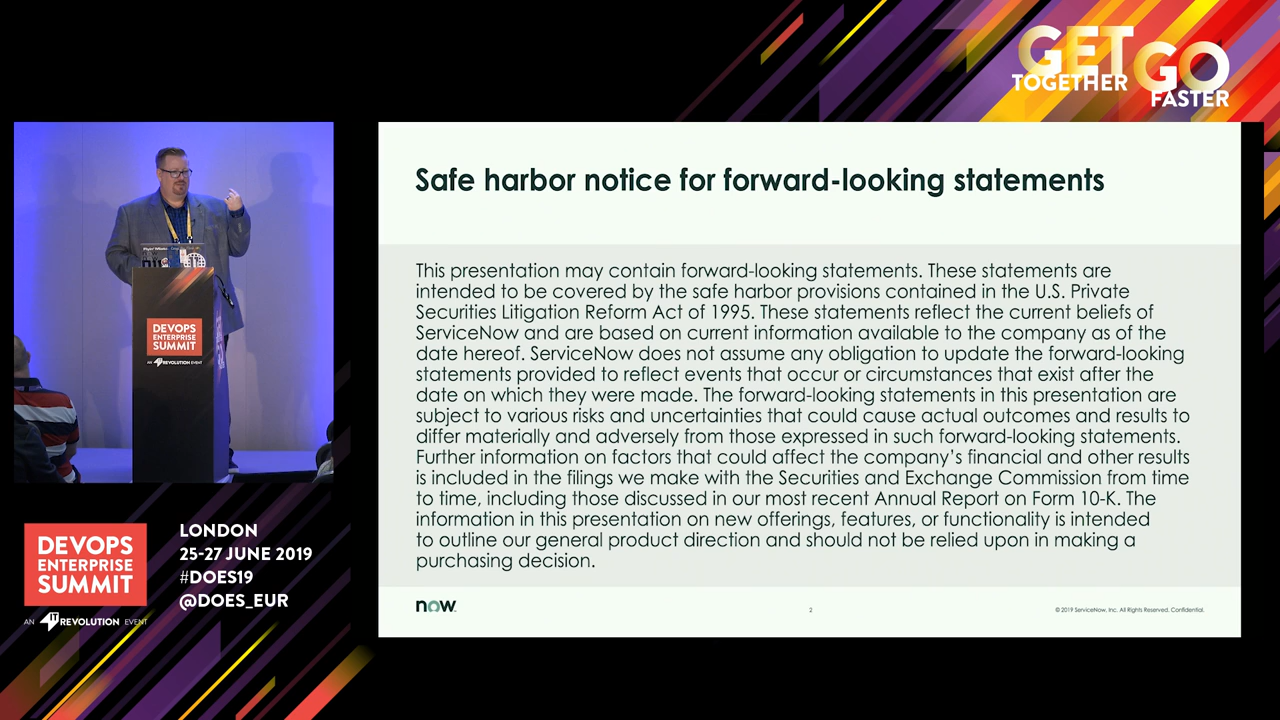 GET GO
TOGETHER
FASTER
Safe harbor notice for forward-looking statements
This presentation may contain forward-looking statements. These statements are
intended to be covered by the safe harbor provisions contained in the U.S. Private
Securities Litigation Reform Act of 1995. These statements reflect the current beliefs of
ServiceNow and are based on current information available to the company as of the
date hereof. ServiceNow does not assume any obligation to update the forward-looking
statements provided to reflect events that occur or circumstances that exist after the
date on which they were made. The forward-looking statements in this presentation are
subject to various risks and uncertainties that could cause actual outcomes and results to
differ materially and adversely from those expressed in such forward-looking statements.
Further information on factors that could affect the company's financial and other results
is included in the filings we make with the Securities and Exchange Commission from time
to time, including those discussed in our most recent Annual Report on Form 10-K. The
information in this presentation on new offerings, features, or functionality is intended
to outline our general product direction and should not be relied upon in making a
purchasing decision.
now
2
© 2019 ServiceNow, Inc. All Rights Reserved. Confidential.
DEVOPS
ENTERPRISE
SUMMIT
AN IT REVOLUTION EVENT
DEVOPS
ENTERPRISE
SUMMIT
AN IT REVOLUTION EVENT
LONDON
25-27 JUNE 2019
#DOES19
@DOES_EUR